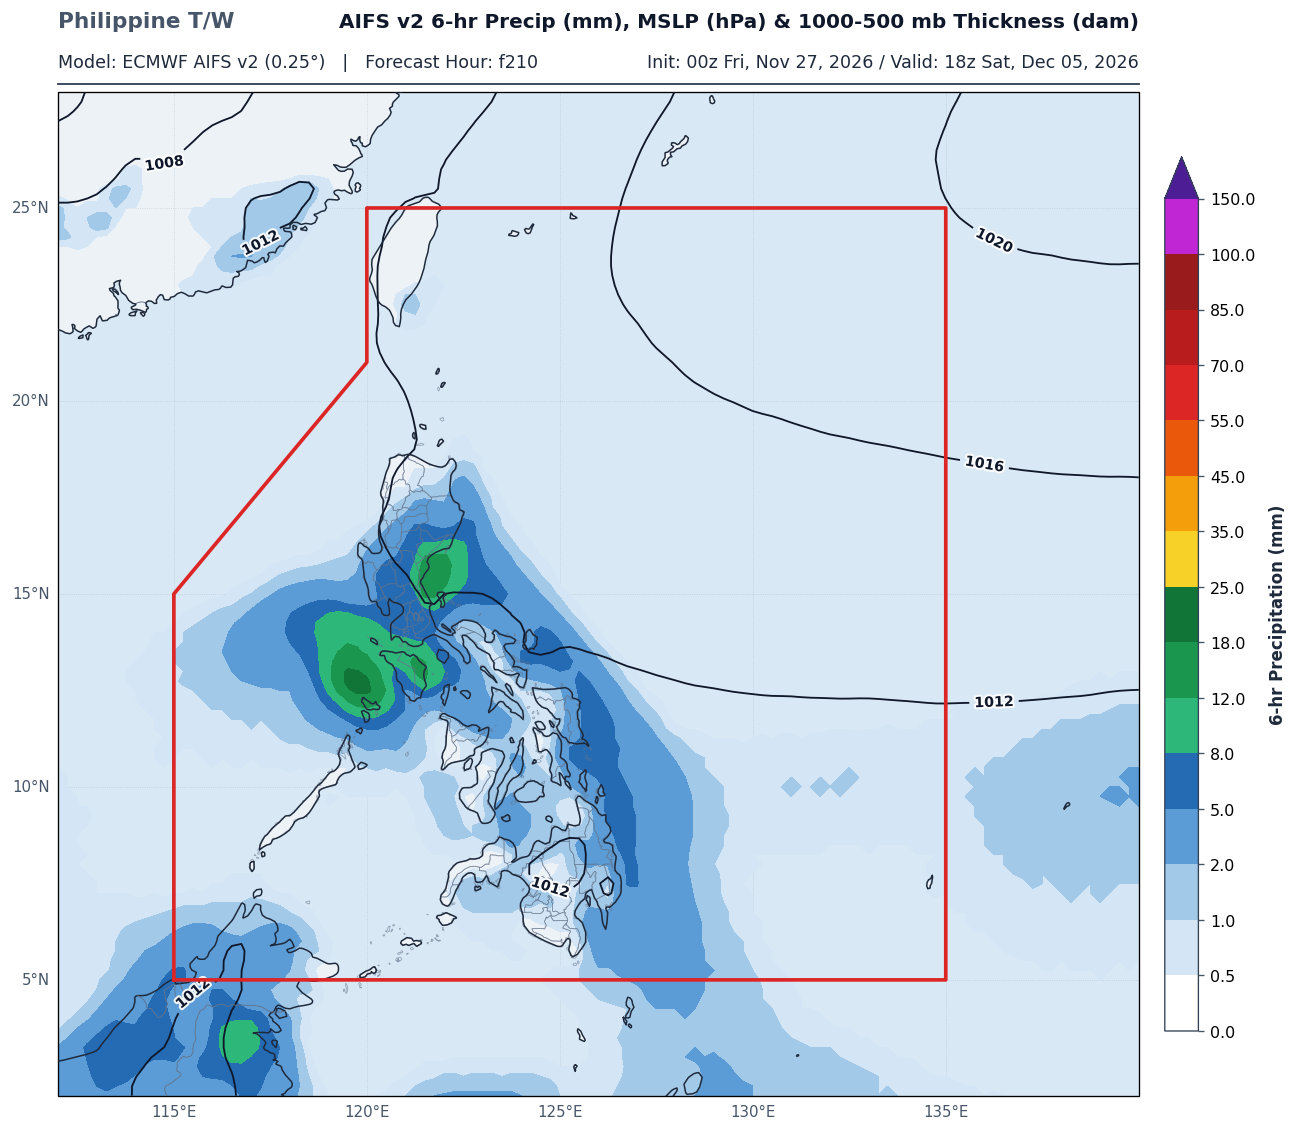 Philippine T/W
AIFS v2 6-hr Precip (mm), MSLP (hPa) & 1000-500 mb Thickness (dam)
Model: ECMWF AIFS v2 (0.25°) | Forecast Hour: f210
Init: 00z Fri, Nov 27, 2026 / Valid: 18z Sat, Dec 05, 2026
1008
1012
1020
1016
1012
1012
1012
25°N
20°N
15°N
10°N
5°N
115°E
120°E
125°E
130°E
135°E
150.0
100.0
85.0
70.0
55.0
45.0
35.0
25.0
18.0
12.0
8.0
5.0
2.0
1.0
0.5
0.0
6-hr Precipitation (mm)